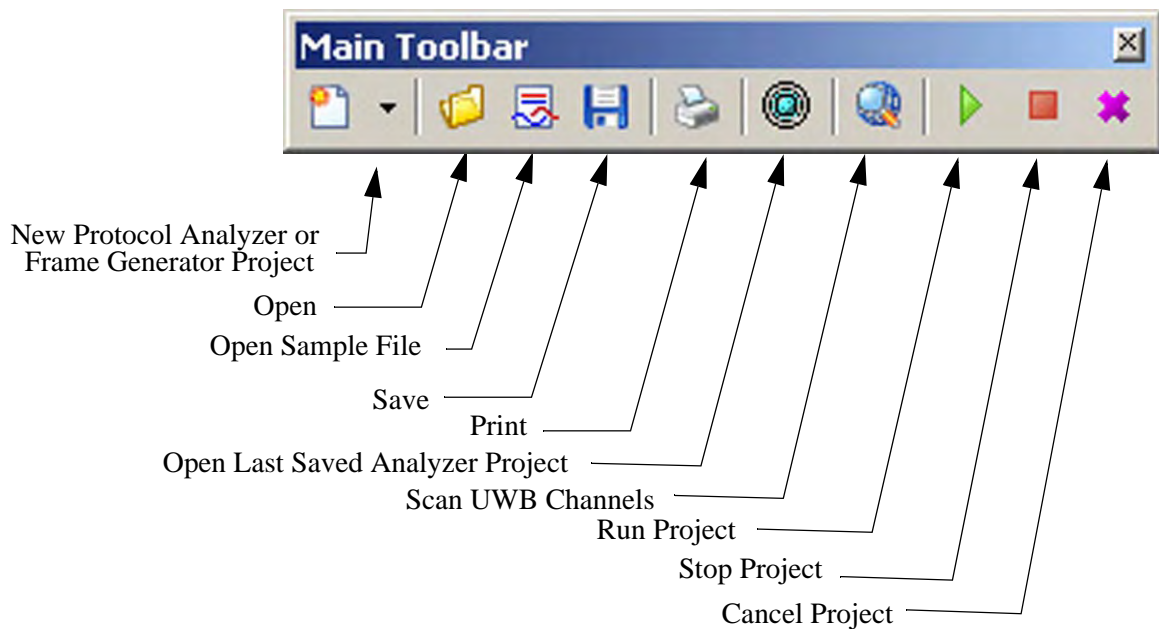 Main Toolbar
New Protocol Analyzer or
Frame Generator Project
Open
Open Sample File
Save
Print
Open Last Saved Analyzer Project
Scan UWB Channels
Run Project
Stop Project
Cancel Project